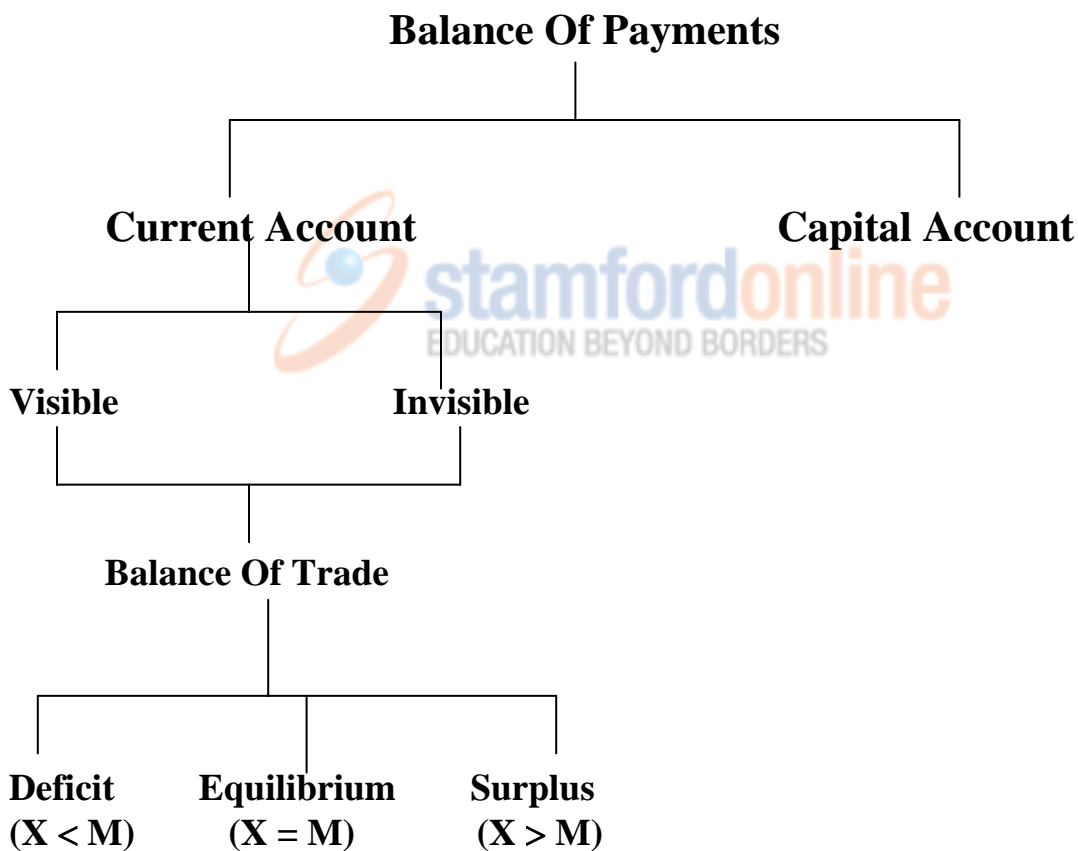 Balance Of Payments
Current Account Capital Account
stamfordonline
EDUCATION BEYOND BORDERS
Visible Invisible
Balance Of Trade
Deficit Equilibrium Surplus
(X < M) (X = M) (X > M)